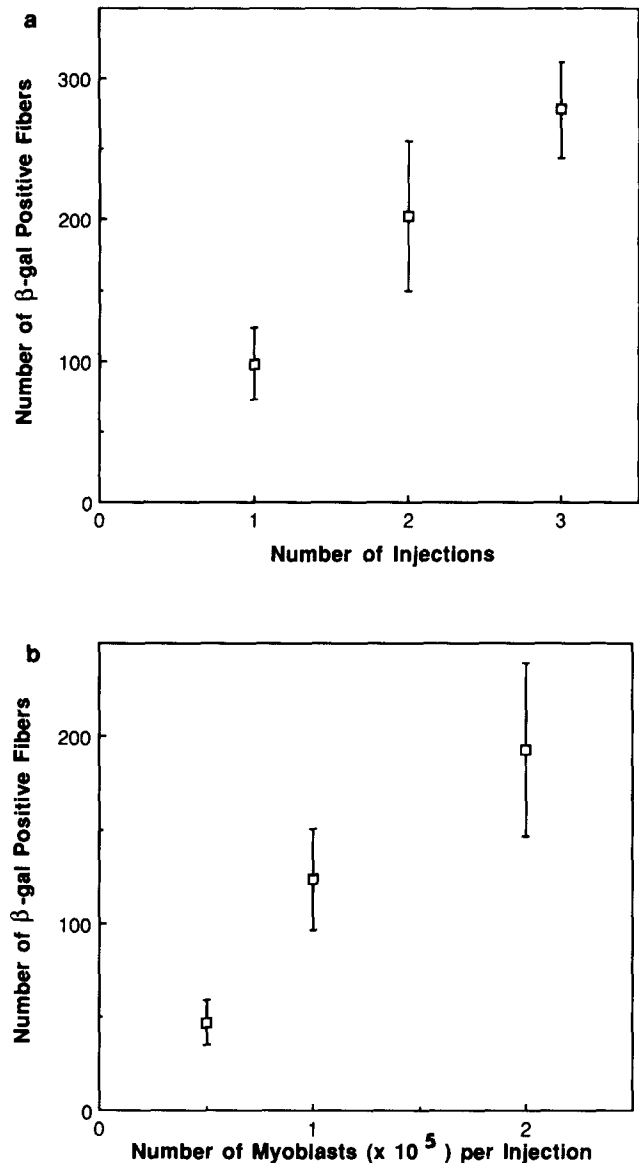 a
300
200
100
0
0 1 2 3
Number of β-gal Positive Fibers
Number of Injections
b
200
100
0
0 1 2
Number of β-gal Positive Fibers
Number of Myoblasts (x 10⁵) per Injection